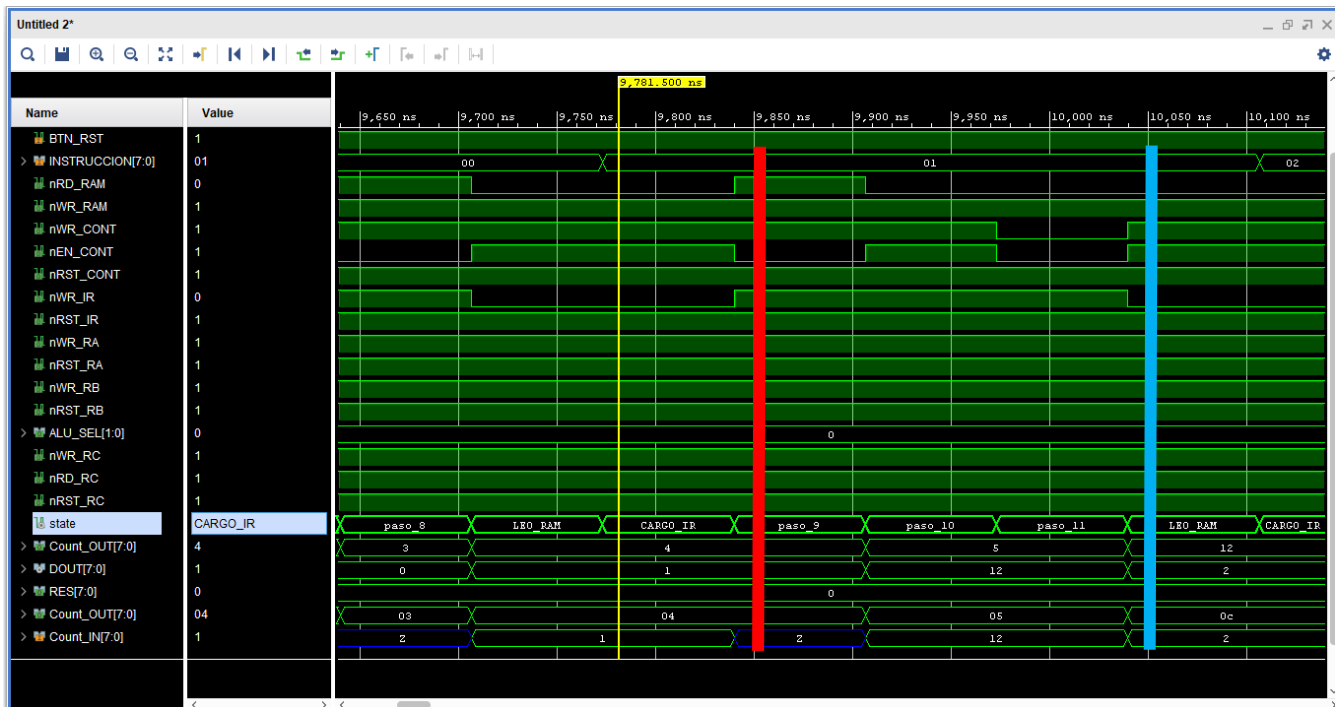 Untitled 2*
9,781.500 ns
Name Value
9,650 ns 9,700 ns 9,750 ns 9,800 ns 9,850 ns 9,900 ns 9,950 ns 10,000 ns 10,050 ns 10,100 ns
BTN_RST 1
INSTRUCCION[7:0] 01 00 01 02
nRD_RAM 0
nWR_RAM 1
nWR_CONT 1
nEN_CONT 1
nRST_CONT 1
nWR_IR 0
nRST_IR 1
nWR_RA 1
nRST_RA 1
nWR_RB 1
nRST_RB 1
ALU_SEL[1:0] 0 0
nWR_RC 1
nRD_RC 1
nRST_RC 1
state CARGO_IR paso_8 LEO_RAM CARGO_IR paso_9 paso_10 paso_11 LEO_RAM CARGO_IR
Count_OUT[7:0] 4 3 4 5 12
DOUT[7:0] 1 0 1 12 2
RES[7:0] 0 0
Count_OUT[7:0] 04 03 04 05 0c
Count_IN[7:0] 1 Z 1 Z 12 2